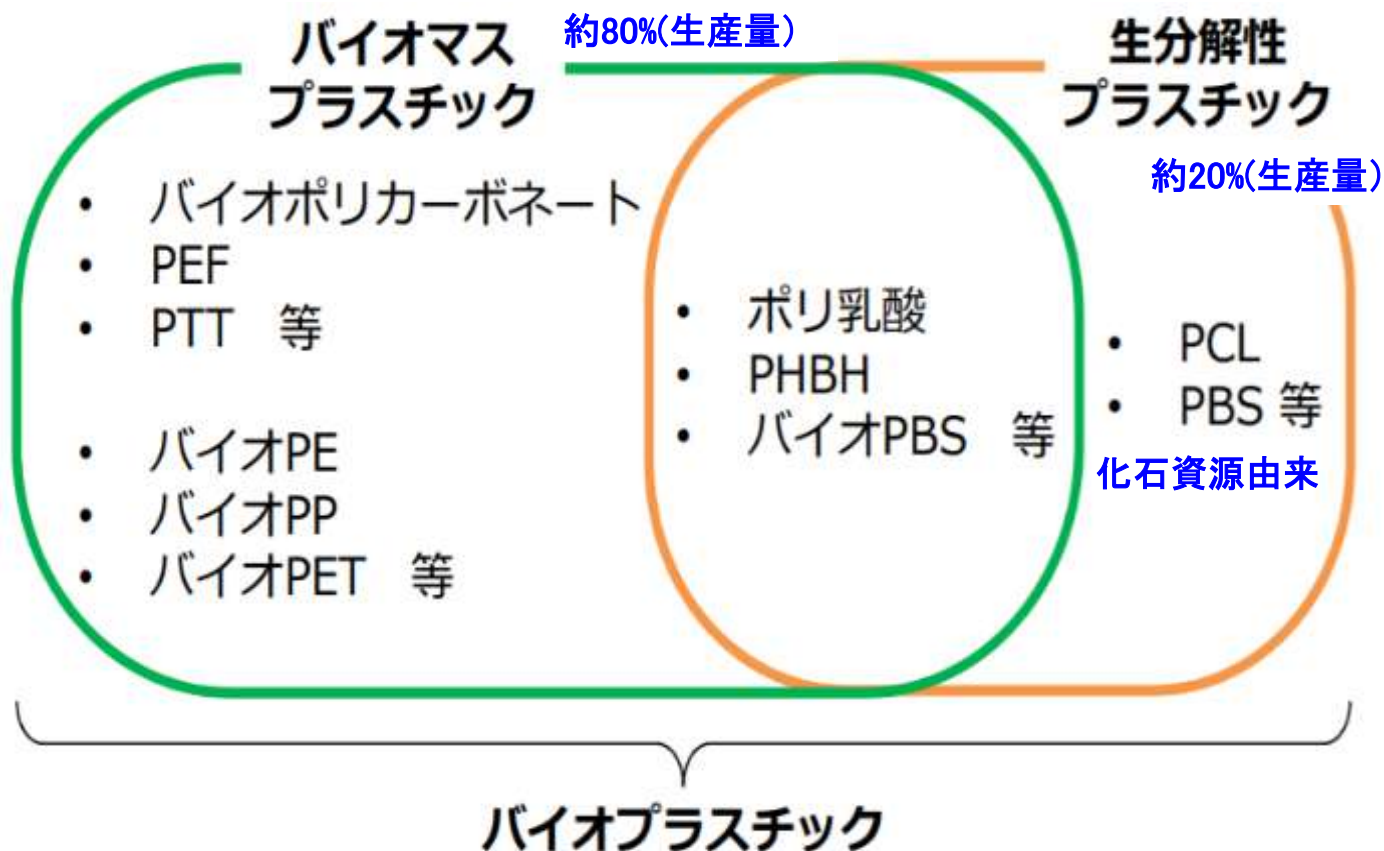 バイオマス
プラスチック
約80%(生産量)
生分解性
プラスチック
約20%(生産量)
• バイオポリカーボネート
• PEF
• PTT 等
• バイオPE
• バイオPP
• バイオPET 等
• ポリ乳酸
• PHBH
• バイオPBS 等
• PCL
• PBS 等
化石資源由来
バイオプラスチック